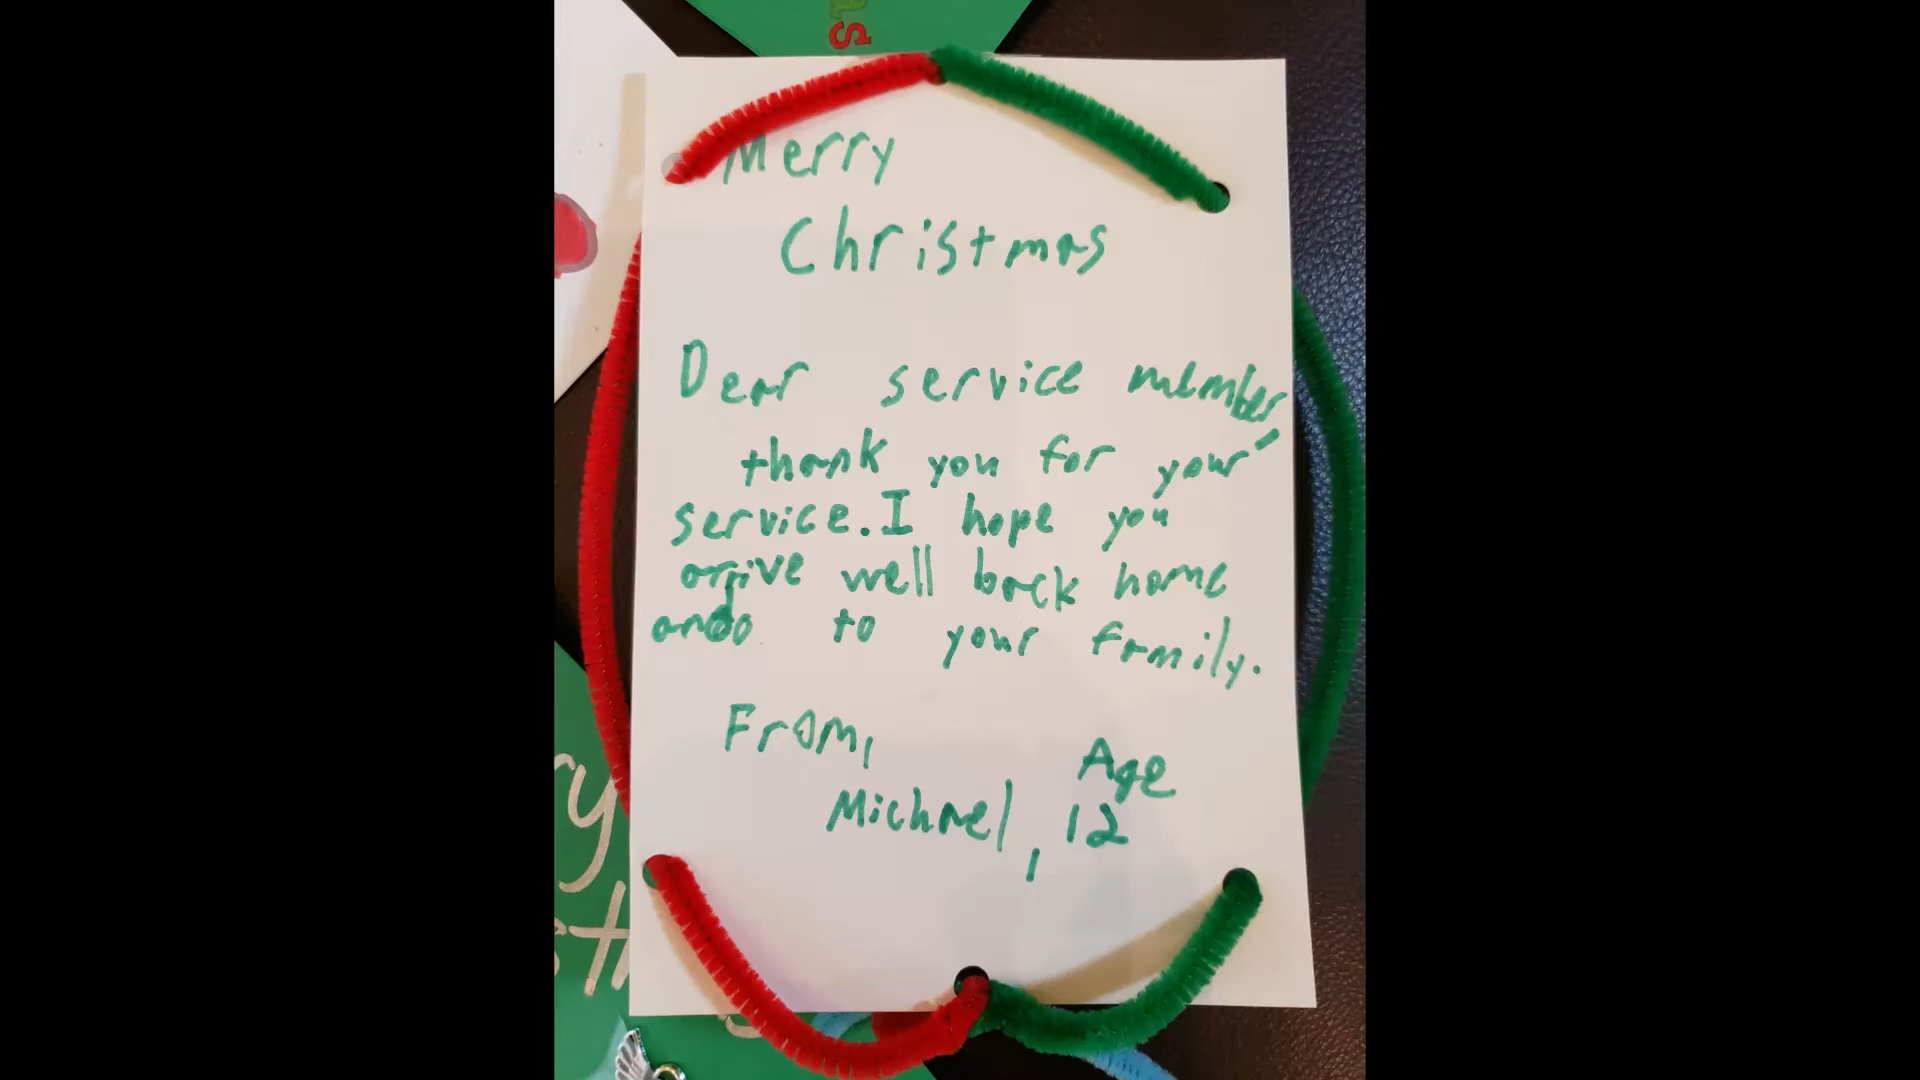 Merry
Christmas
Dear service member,
thank you for your
service. I hope you
arrive well back home
and to your family.
From,
Michael, Age
12